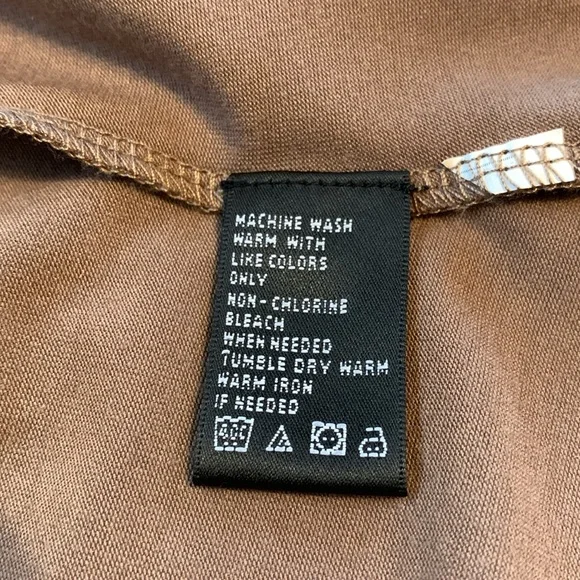 MACHINE WASH
WARM WITH
LIKE COLORS
ONLY
NON-CHLORINE
BLEACH
WHEN NEEDED
TUMBLE DRY WARM
WARM IRON
IF NEEDED
40C